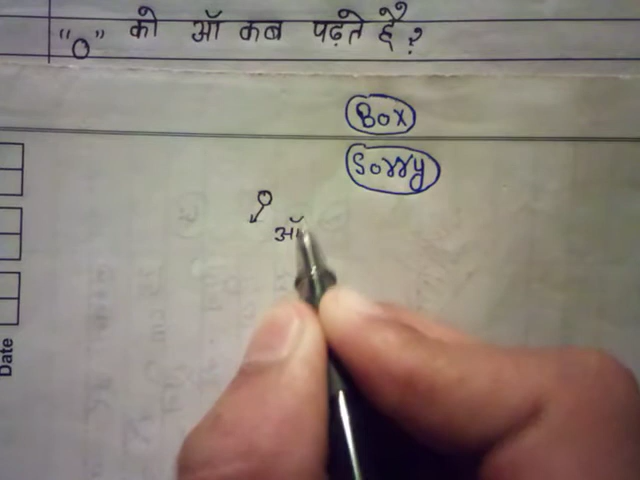 "O" को ऑ कब पढ़ते है?
Box
Sorry
O
ऑ
Date